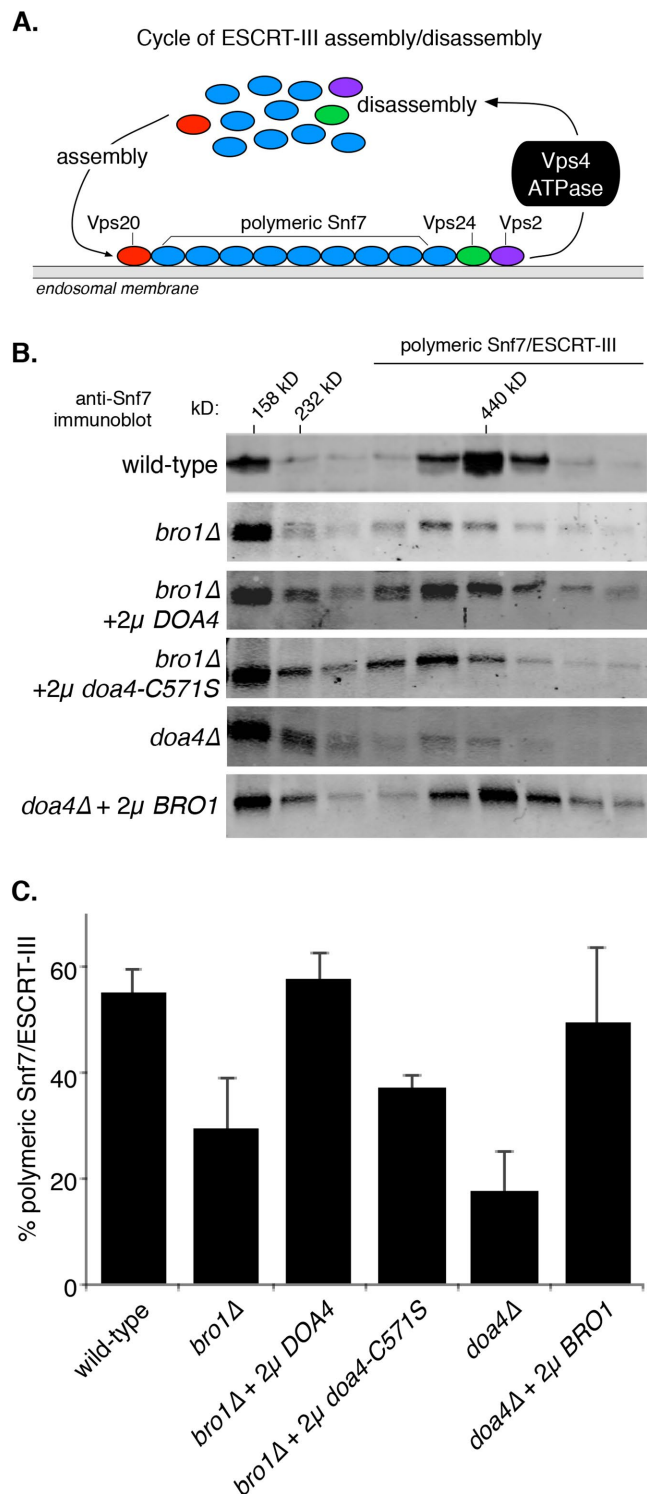 A.
Cycle of ESCRT-III assembly/disassembly
disassembly
assembly
Vps4
ATPase
Vps20
polymeric Snf7
Vps24
Vps2
endosomal membrane
B.
polymeric Snf7/ESCRT-III
anti-Snf7
immunoblot
kD:
158 kD
232 kD
440 kD
wild-type
bro1Δ
bro1Δ
+2µ DOA4
bro1Δ
+2µ doa4-C571S
doa4Δ
doa4Δ + 2µ BRO1
C.
% polymeric Snf7/ESCRT-III
60
40
20
0
wild-type
bro1Δ
bro1Δ + 2µ DOA4
bro1Δ + 2µ doa4-C571S
doa4Δ
doa4Δ + 2µ BRO1